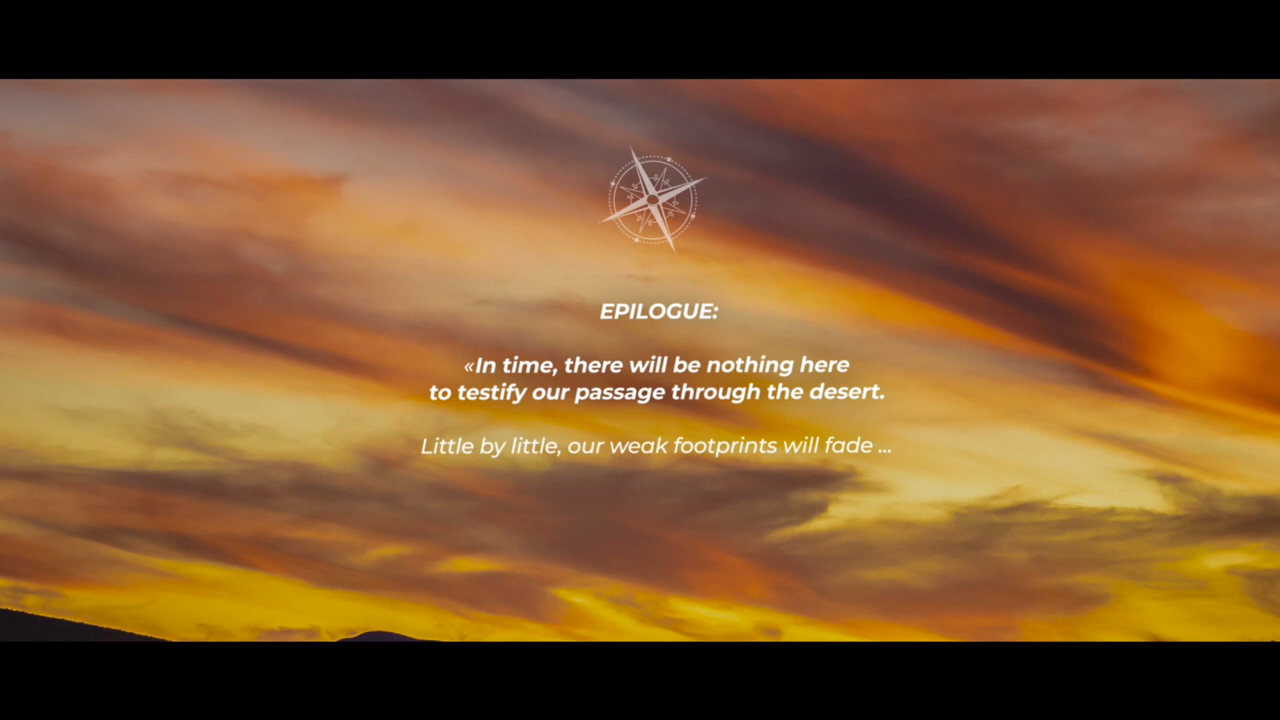 EPILOGUE:
«In time, there will be nothing here
to testify our passage through the desert.
Little by little, our weak footprints will fade ...